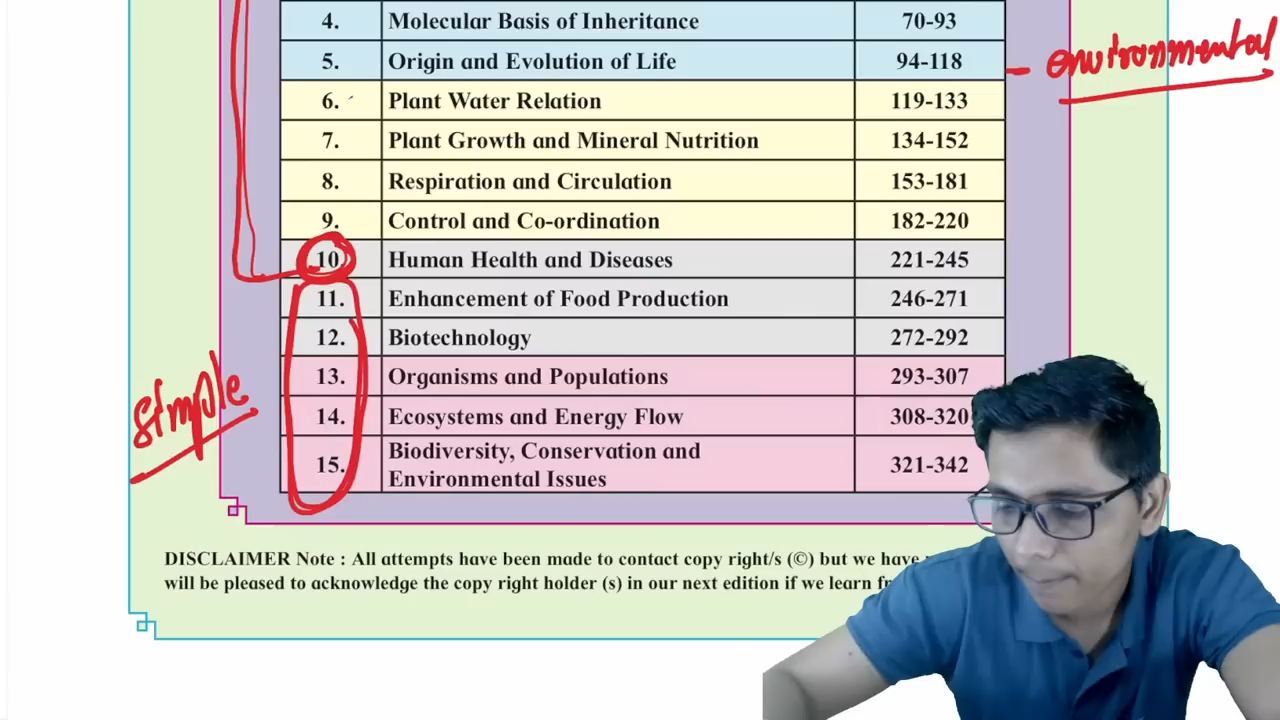 4. Molecular Basis of Inheritance 70-93
5. Origin and Evolution of Life 94-118
environmental
6. Plant Water Relation 119-133
7. Plant Growth and Mineral Nutrition 134-152
8. Respiration and Circulation 153-181
9. Control and Co-ordination 182-220
10. Human Health and Diseases 221-245
11. Enhancement of Food Production 246-271
12. Biotechnology 272-292
13. Organisms and Populations 293-307
simple
14. Ecosystems and Energy Flow 308-320
15. Biodiversity, Conservation and 321-342
Environmental Issues
DISCLAIMER Note : All attempts have been made to contact copy right/s (©) but we have
will be pleased to acknowledge the copy right holder (s) in our next edition if we learn